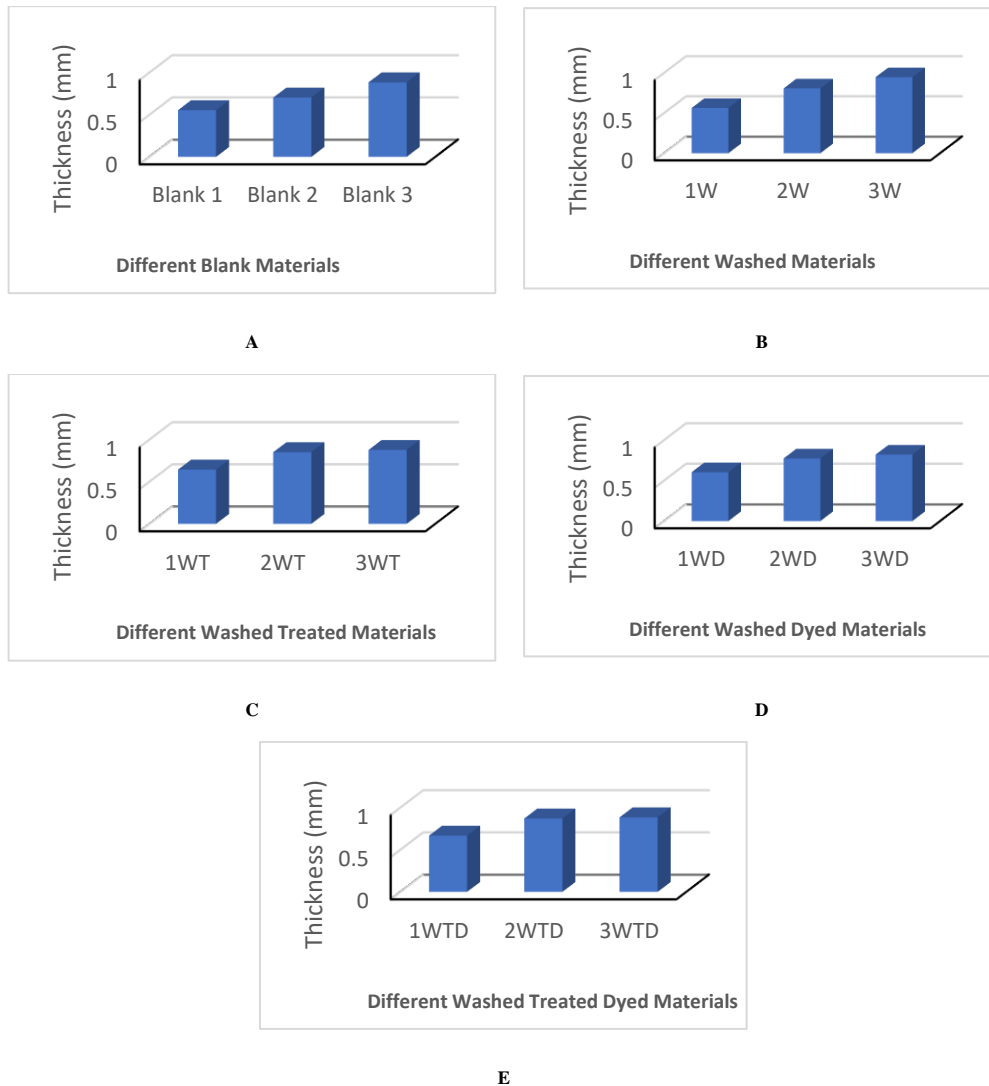 Thickness (mm)
1
0.5
0
Blank 1 Blank 2 Blank 3
Different Blank Materials
A
Thickness (mm)
1
0.5
0
1W 2W 3W
Different Washed Materials
B
Thickness (mm)
1
0.5
0
1WT 2WT 3WT
Different Washed Treated Materials
C
Thickness (mm)
1
0.5
0
1WD 2WD 3WD
Different Washed Dyed Materials
D
Thickness (mm)
1
0.5
0
1WTD 2WTD 3WTD
Different Washed Treated Dyed Materials
E